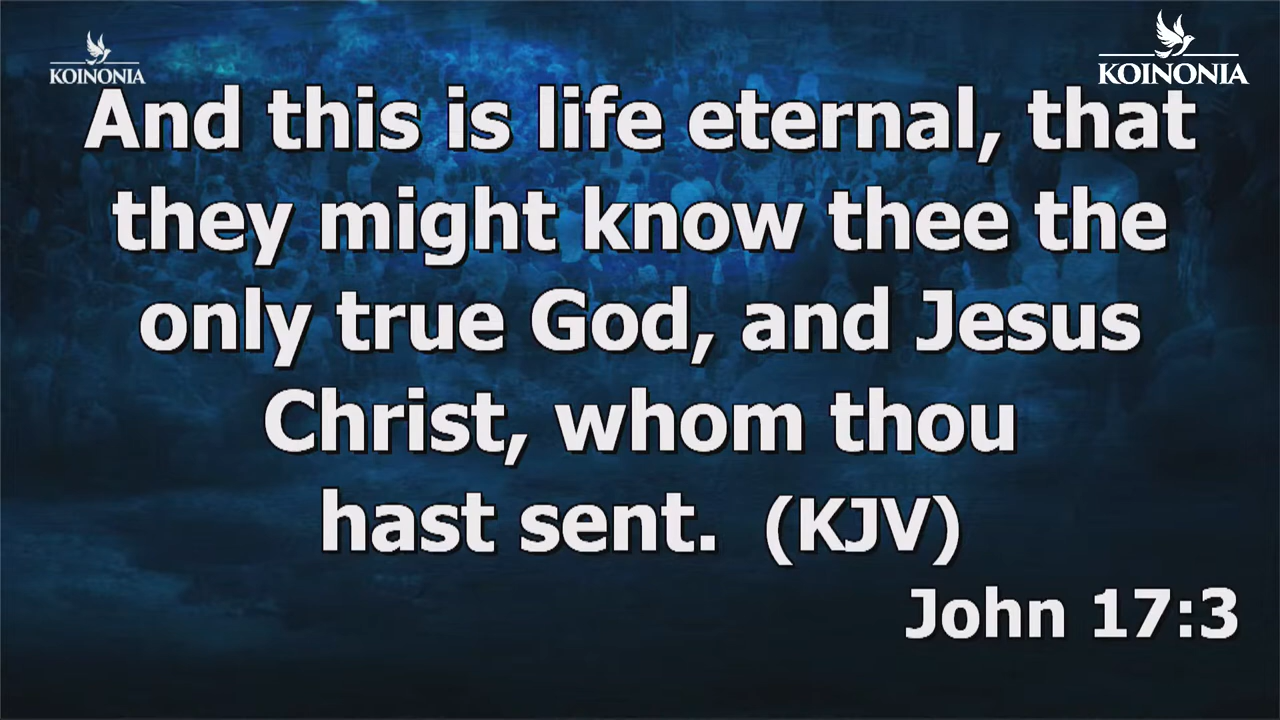 KOINONIA
KOINONIA
And this is life eternal, that
they might know thee the
only true God, and Jesus
Christ, whom thou
hast sent.  (KJV)
John 17:3